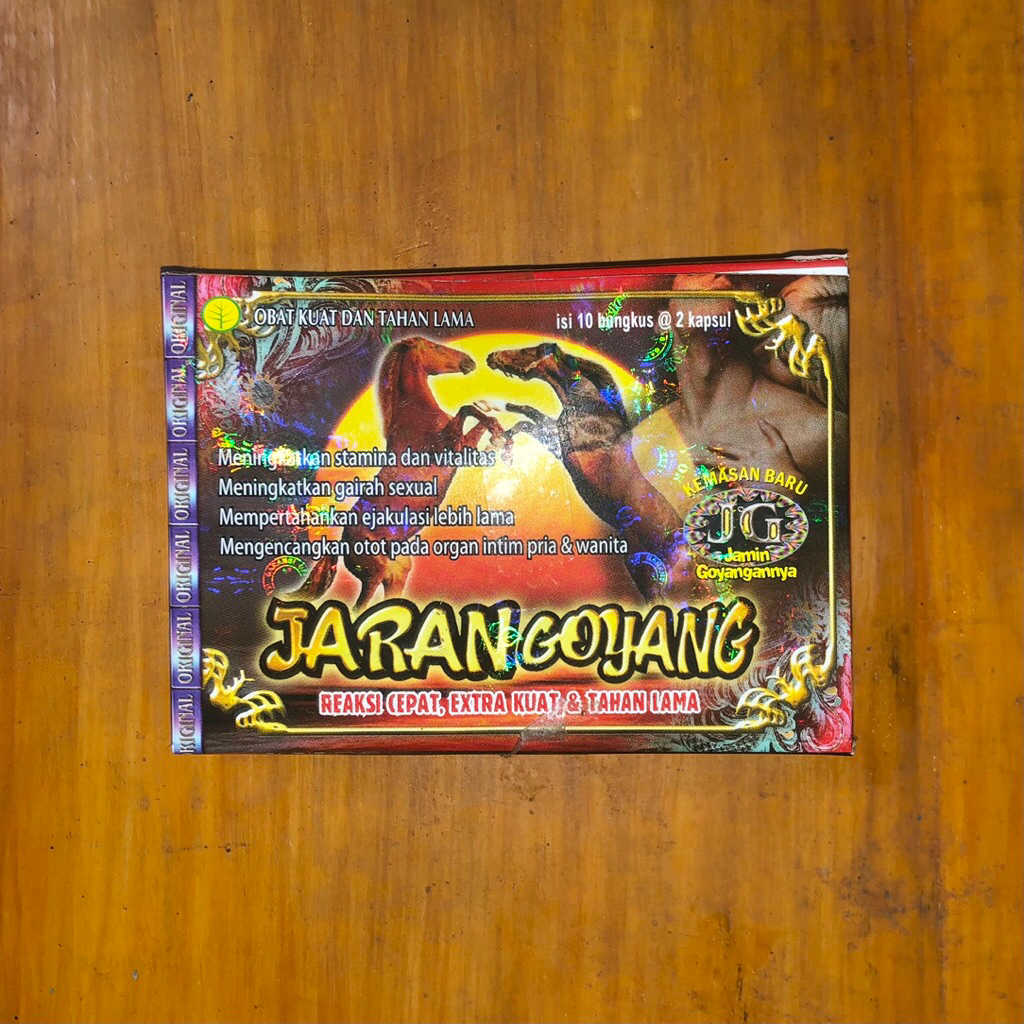 OBAT KUAT DAN TAHAN LAMA
isi 10 bungkus @ 2 kapsul
Meningkatkan stamina dan vitalitas
Meningkatkan gairah sexual
Mempertahankan ejakulasi lebih lama
Mengencangkan otot pada organ intim pria & wanita
KEMASAN BARU
JG
Jamin
Goyangannya
JARAN GOYANG
REAKSI CEPAT, EXTRA KUAT & TAHAN LAMA
ORIGINAL
ORIGINAL
ORIGINAL
ORIGINAL
ORIGINAL